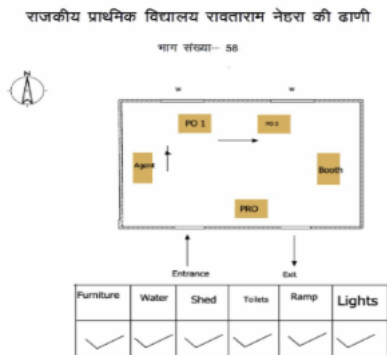 राजकीय प्राथमिक विद्यालय रावताराम नेहरा की ढाणी
भाग संख्या– 58
N
w w
PO 1 PO 2
Agent Booth
PRO
Entrance Exit
Furniture Water Shed Toilets Ramp Lights